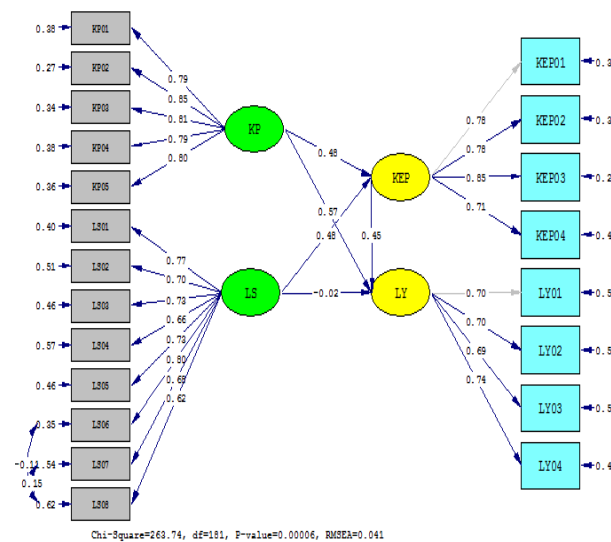 0.38 KP01
0.27 KP02
0.34 KP03
0.38 KP04
0.36 KP05
0.40 LS01
0.51 LS02
0.46 LS03
0.57 LS04
0.46 LS05
0.35 LS06
0.54 LS07
0.62 LS08
-0.11
0.15
0.79
0.85
0.81
0.79
0.80
0.77
0.70
0.73
0.66
0.73
0.80
0.68
0.62
KP
LS
0.48
0.57
0.48
0.45
-0.02
KEP
LY
0.78
0.78
0.85
0.71
0.70
0.70
0.69
0.74
KEP01
KEP02
KEP03
KEP04
LY01
LY02
LY03
LY04
Chi-Square=263.74, df=181, P-value=0.00006, RMSEA=0.041